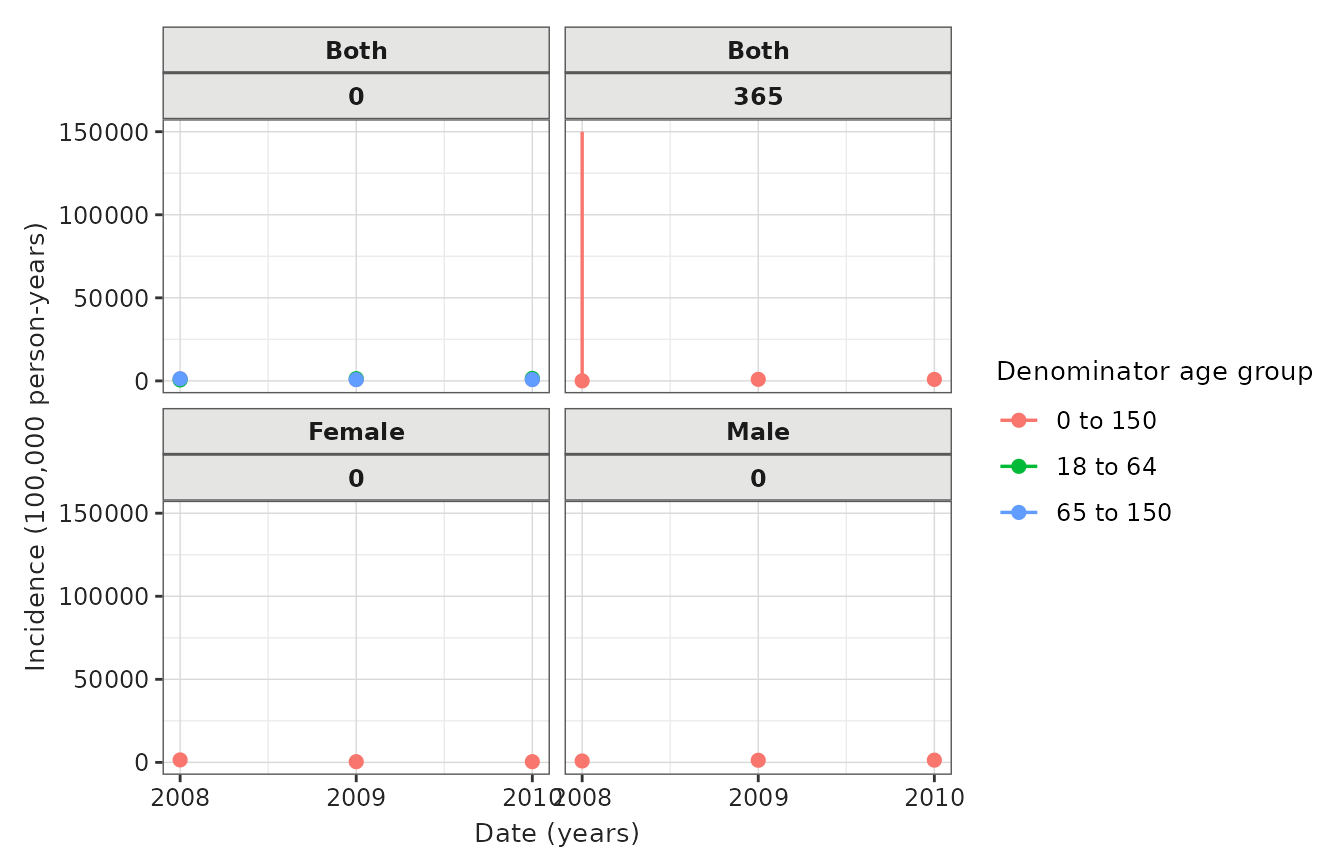 Both
Both
0
365
150000
100000
50000
0
Female
Male
0
0
150000
100000
50000
0
2008
2009
2010
2008
2009
2010
Date (years)
Incidence (100,000 person-years)
Denominator age group
0 to 150
18 to 64
65 to 150